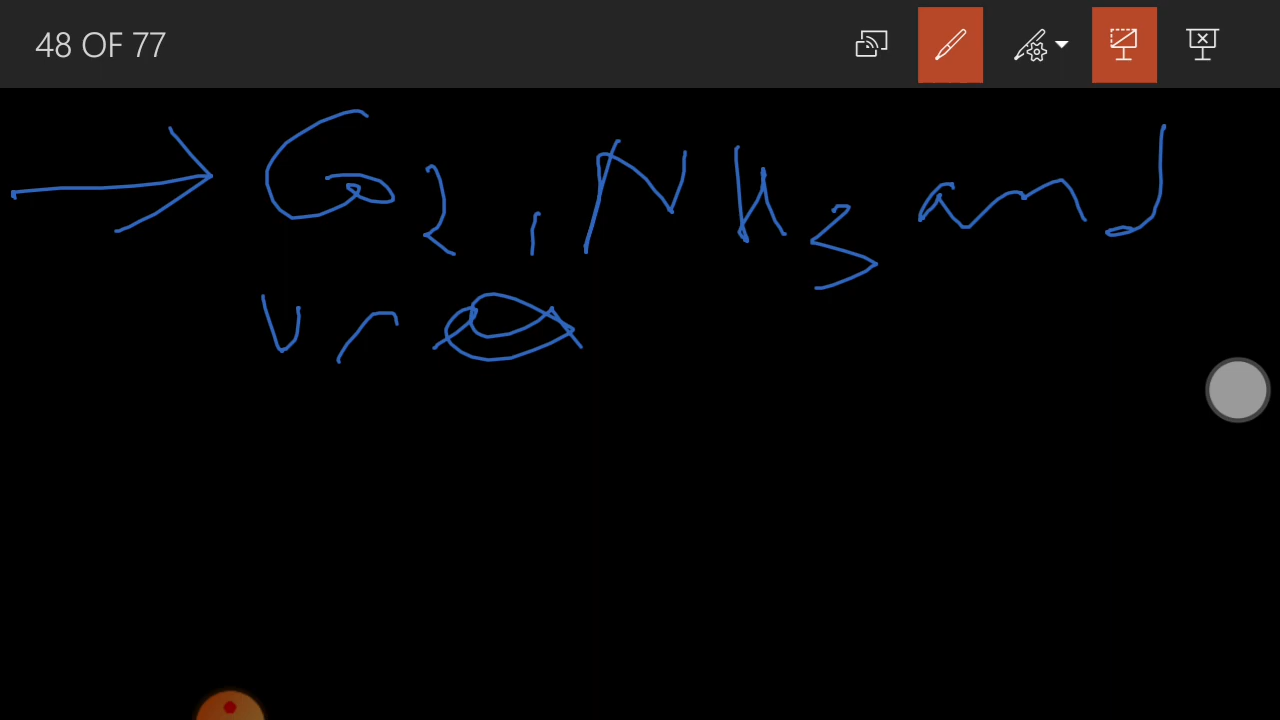 48 OF 77
→ CO2, NH3 and
urea